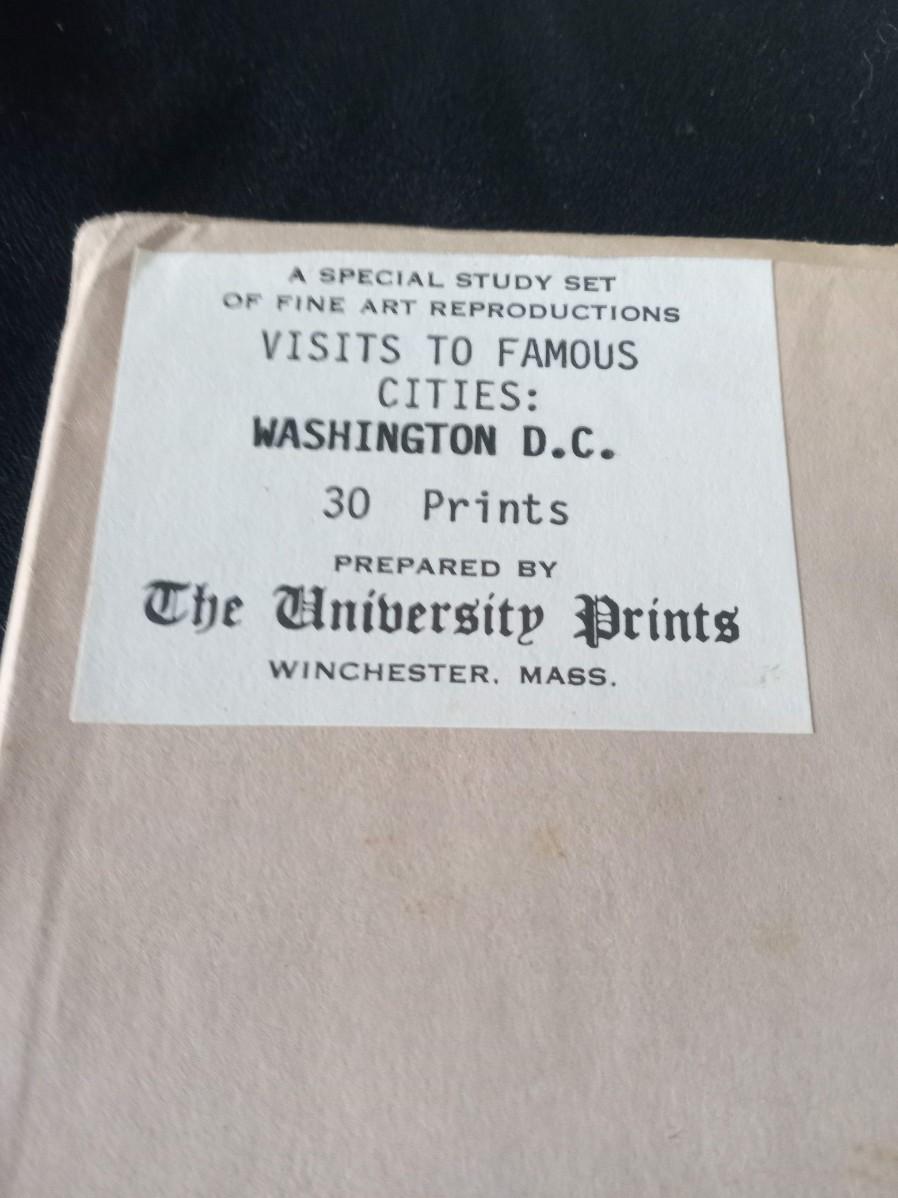 A SPECIAL STUDY SET
OF FINE ART REPRODUCTIONS
VISITS TO FAMOUS
CITIES:
WASHINGTON D.C.
30 Prints
PREPARED BY
The University Prints
WINCHESTER, MASS.